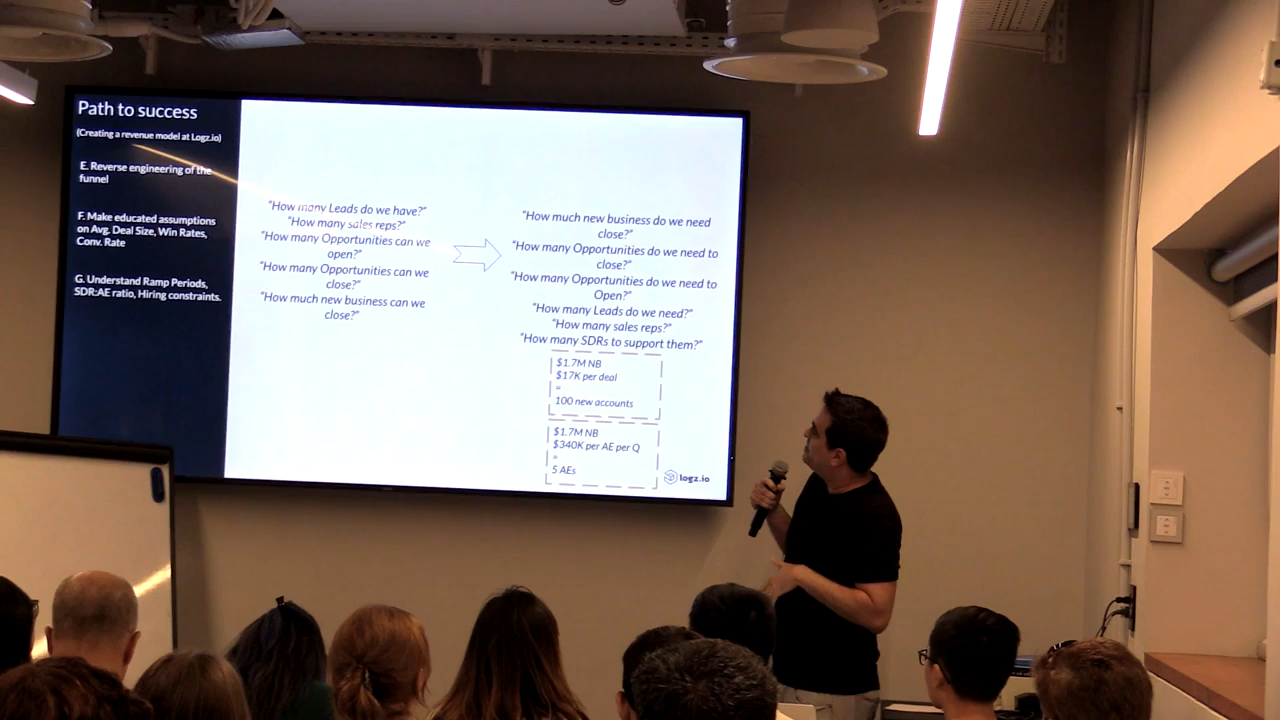 Path to success
(Creating a revenue model at Logz.io)
E. Reverse engineering of the
funnel
F. Make educated assumptions
on Avg. Deal Size, Win Rates,
Conv. Rate
G. Understand Ramp Periods,
SDR:AE ratio, Hiring constraints.
"How many Leads do we have?"
"How many sales reps?"
"How many Opportunities can we
open?"
"How many Opportunities can we
close?"
"How much new business can we
close?"
"How much new business do we need
close?"
"How many Opportunities do we need to
close?"
"How many Opportunities do we need to
Open?"
"How many Leads do we need?"
"How many sales reps?"
"How many SDRs to support them?"
$1.7M NB
$17K per deal
=
100 new accounts
$1.7M NB
$340K per AE per Q
=
5 AEs
logz.io